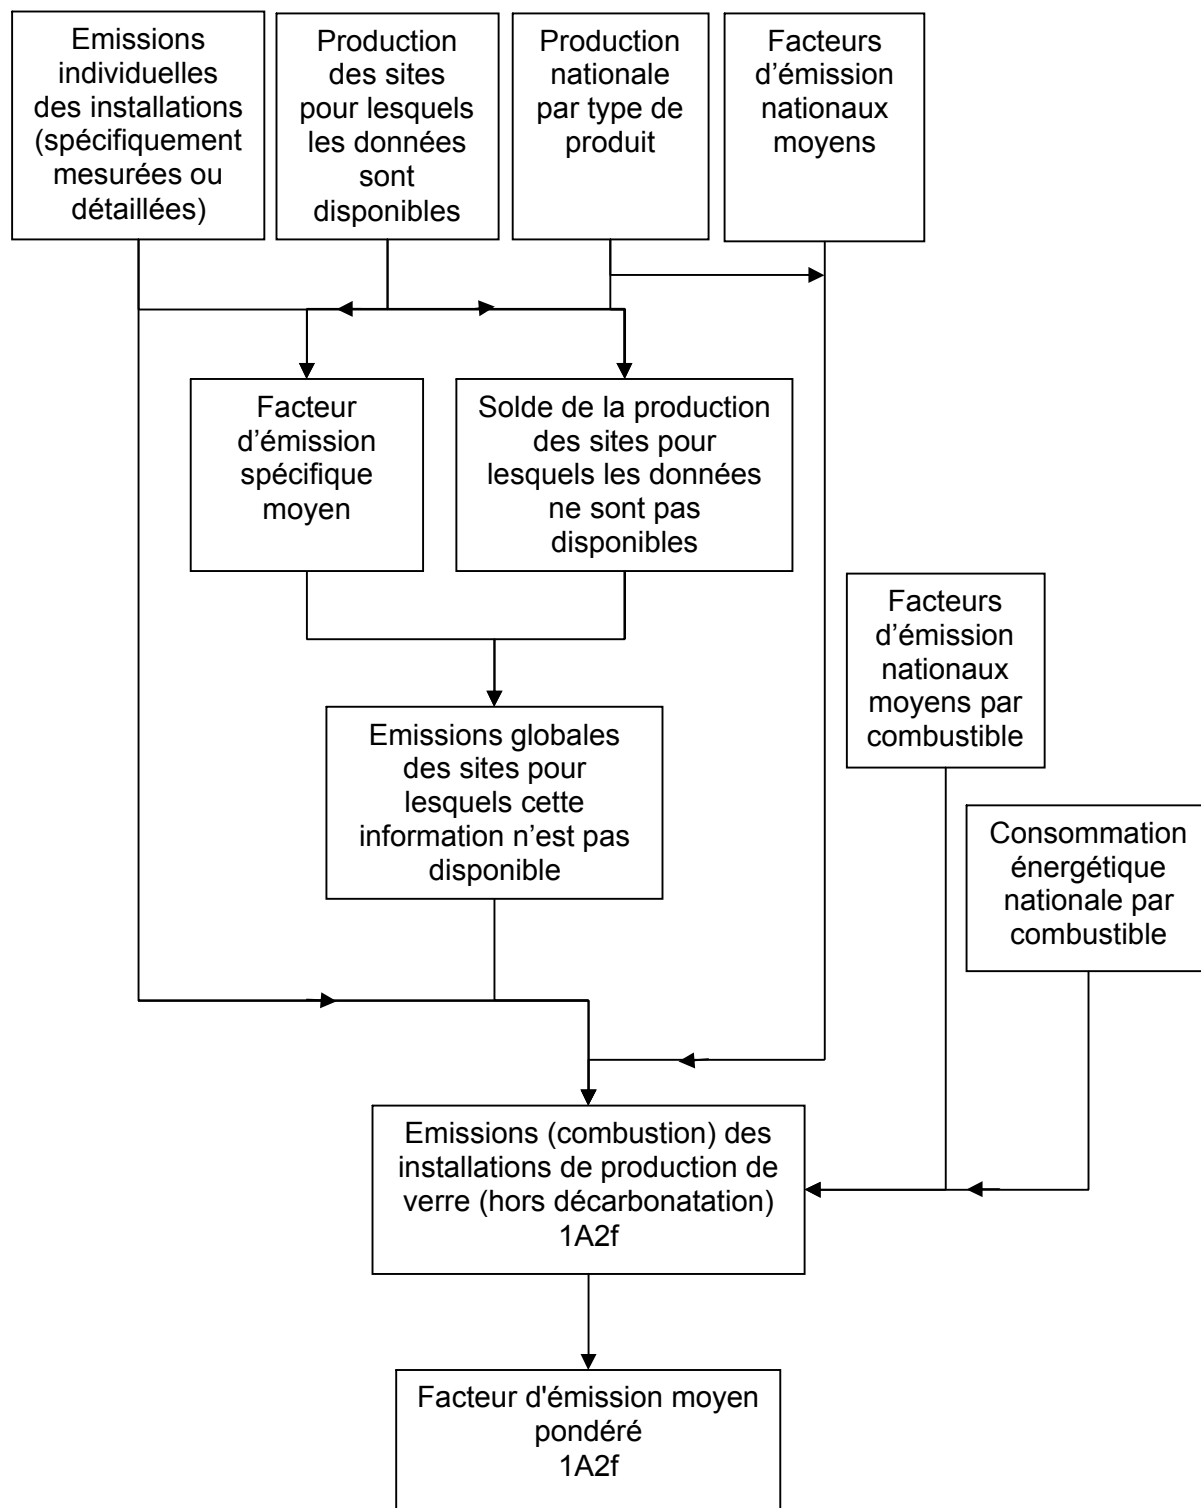 Emissions
individuelles
des installations
(spécifiquement
mesurées ou
détaillées)
Production
des sites
pour lesquels
les données
sont
disponibles
Production
nationale
par type de
produit
Facteurs
d’émission
nationaux
moyens
Facteur
d’émission
spécifique
moyen
Solde de la production
des sites pour
lesquels les données
ne sont pas
disponibles
Facteurs
d’émission
nationaux
moyens par
combustible
Emissions globales
des sites pour
lesquels cette
information n’est pas
disponible
Consommation
énergétique
nationale par
combustible
Emissions (combustion) des
installations de production de
verre (hors décarbonatation)
1A2f
Facteur d'émission moyen
pondéré
1A2f